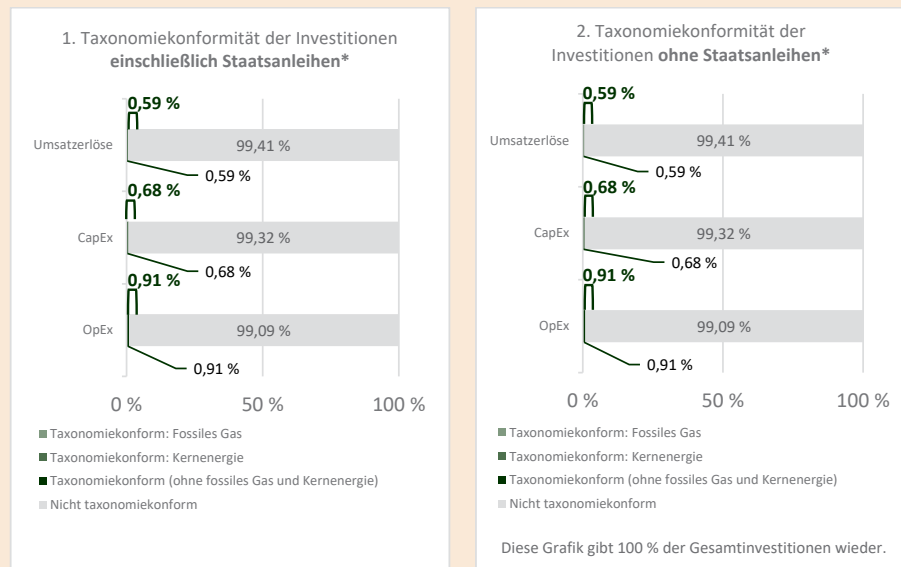 1. Taxonomiekonformität der Investitionen
einschließlich Staatsanleihen*
0,59 %
Umsatzerlöse
99,41 %
0,59 %
0,68 %
CapEx
99,32 %
0,68 %
0,91 %
OpEx
99,09 %
0,91 %
0 %
50 %
100 %
Taxonomiekonform: Fossiles Gas
Taxonomiekonform: Kernenergie
Taxonomiekonform (ohne fossiles Gas und Kernenergie)
Nicht taxonomiekonform
2. Taxonomiekonformität der
Investitionen ohne Staatsanleihen*
0,59 %
Umsatzerlöse
99,41 %
0,59 %
0,68 %
CapEx
99,32 %
0,68 %
0,91 %
OpEx
99,09 %
0,91 %
0 %
50 %
100 %
Taxonomiekonform: Fossiles Gas
Taxonomiekonform: Kernenergie
Taxonomiekonform (ohne fossiles Gas und Kernenergie)
Nicht taxonomiekonform
Diese Grafik gibt 100 % der Gesamtinvestitionen wieder.